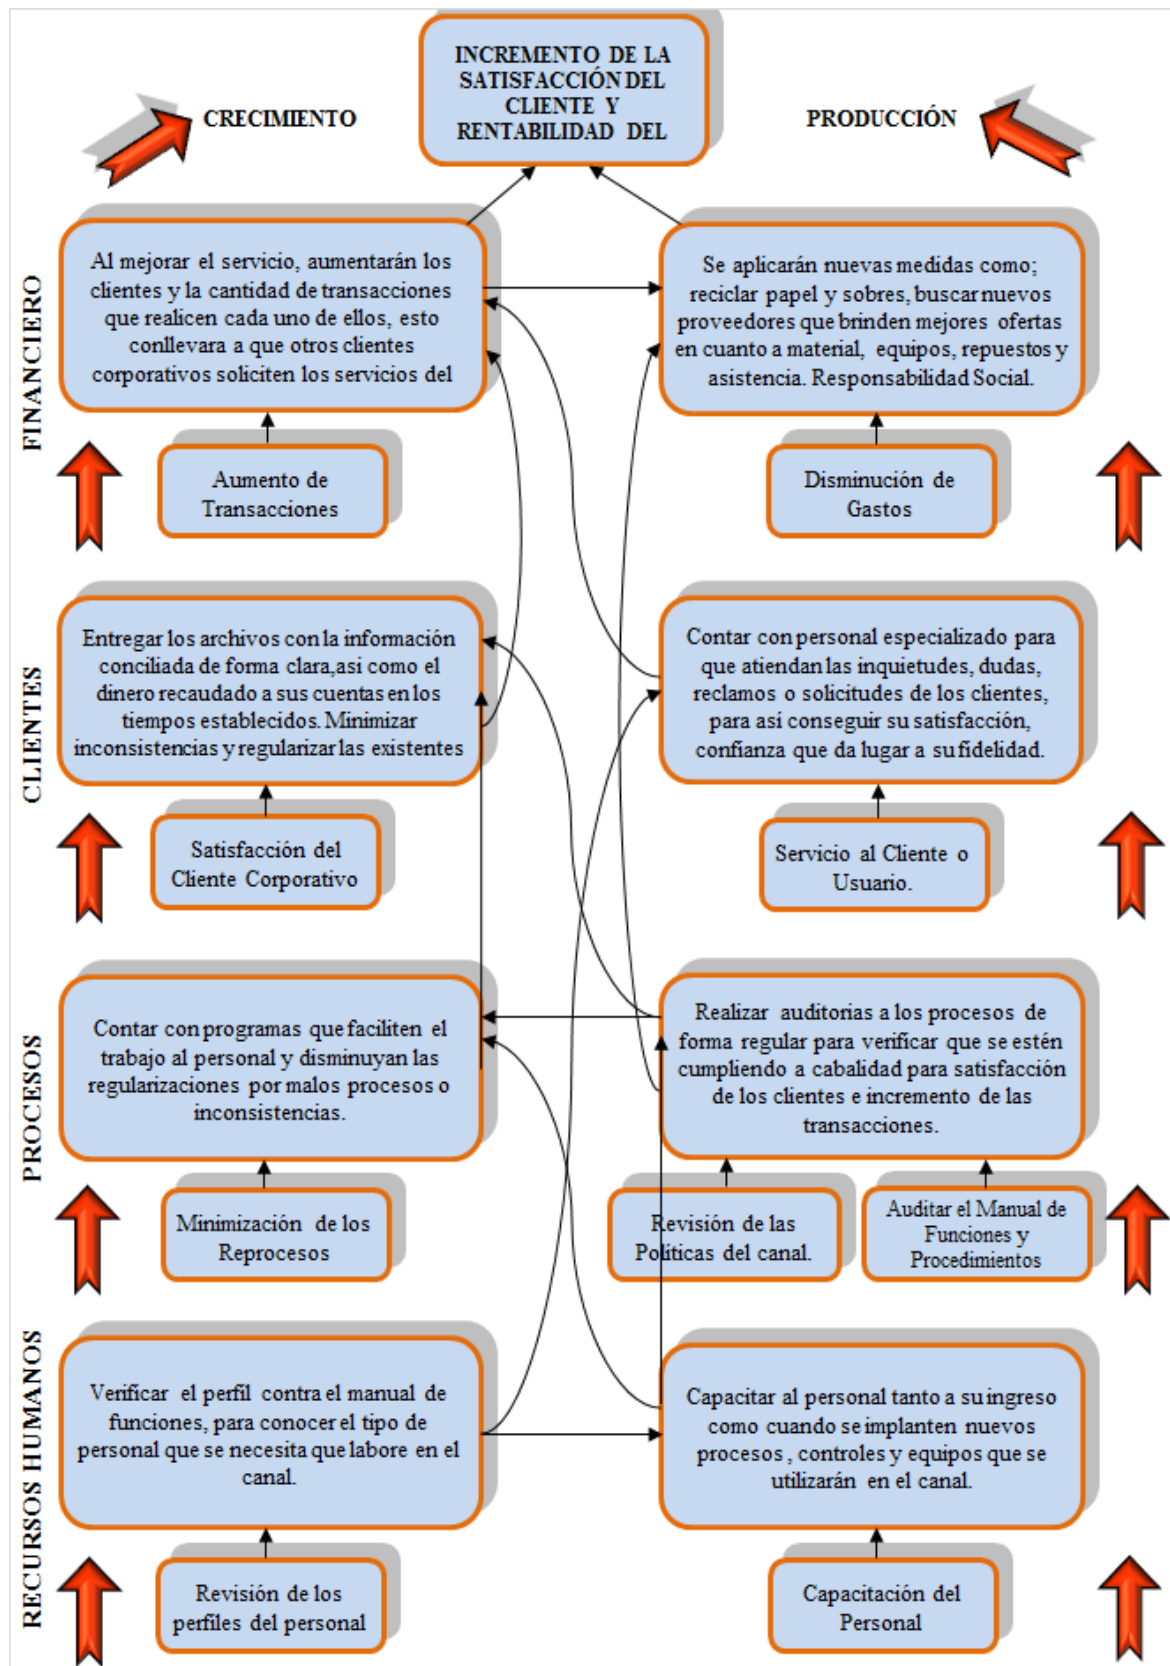 INCREMENTO DE LA
SATISFACCIÓN DEL
CLIENTE Y
RENTABILIDAD DEL
CRECIMIENTO
PRODUCCIÓN
FINANCIERO
Al mejorar el servicio, aumentarán los
clientes y la cantidad de transacciones
que realicen cada uno de ellos, esto
conllevara a que otros clientes
corporativos soliciten los servicios del
Se aplicarán nuevas medidas como;
reciclar papel y sobres, buscar nuevos
proveedores que brinden mejores ofertas
en cuanto a material, equipos, repuestos y
asistencia. Responsabilidad Social.
Aumento de
Transacciones
Disminución de
Gastos
CLIENTES
Entregar los archivos con la información
conciliada de forma clara,asi como el
dinero recaudado a sus cuentas en los
tiempos establecidos. Minimizar
inconsistencias y regularizar las existentes
Contar con personal especializado para
que atiendan las inquietudes, dudas,
reclamos o solicitudes de los clientes,
para así conseguir su satisfacción,
confianza que da lugar a su fidelidad.
Satisfacción del
Cliente Corporativo
Servicio al Cliente o
Usuario.
PROCESOS
Contar con programas que faciliten el
trabajo al personal y disminuyan las
regularizaciones por malos procesos o
inconsistencias.
Realizar auditorias a los procesos de
forma regular para verificar que se estén
cumpliendo a cabalidad para satisfacción
de los clientes e incremento de las
transacciones.
Minimización de los
Reprocesos
Revisión de las
Políticas del canal.
Auditar el Manual de
Funciones y
Procedimientos
RECURSOS HUMANOS
Verificar el perfil contra el manual de
funciones, para conocer el tipo de
personal que se necesita que labore en el
canal.
Capacitar al personal tanto a su ingreso
como cuando se implanten nuevos
procesos , controles y equipos que se
utilizarán en el canal.
Revisión de los
perfiles del personal
Capacitación del
Personal